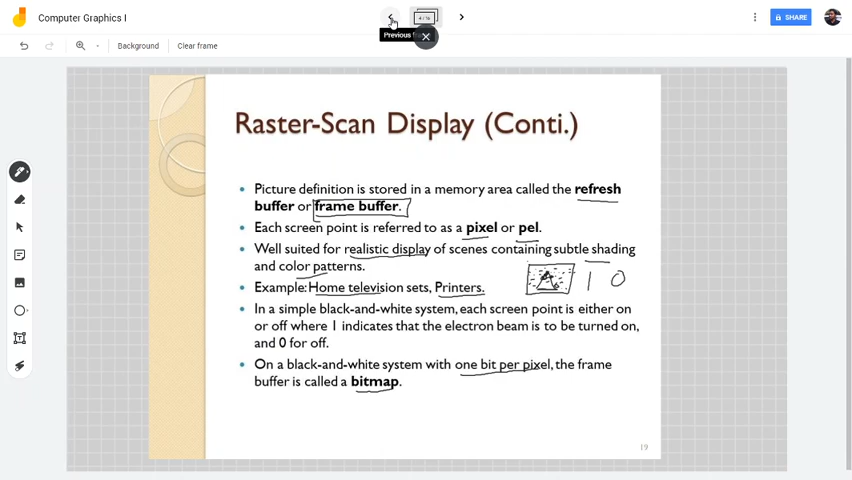 Computer Graphics I
4 / 16
SHARE
Previous
Background
Clear frame
Raster-Scan Display (Conti.)
• Picture definition is stored in a memory area called the refresh
buffer or frame buffer.
• Each screen point is referred to as a pixel or pel.
• Well suited for realistic display of scenes containing subtle shading
and color patterns.
• Example: Home television sets, Printers.
A 1 0
• In a simple black-and-white system, each screen point is either on
or off where 1 indicates that the electron beam is to be turned on,
and 0 for off.
• On a black-and-white system with one bit per pixel, the frame
buffer is called a bitmap.
19